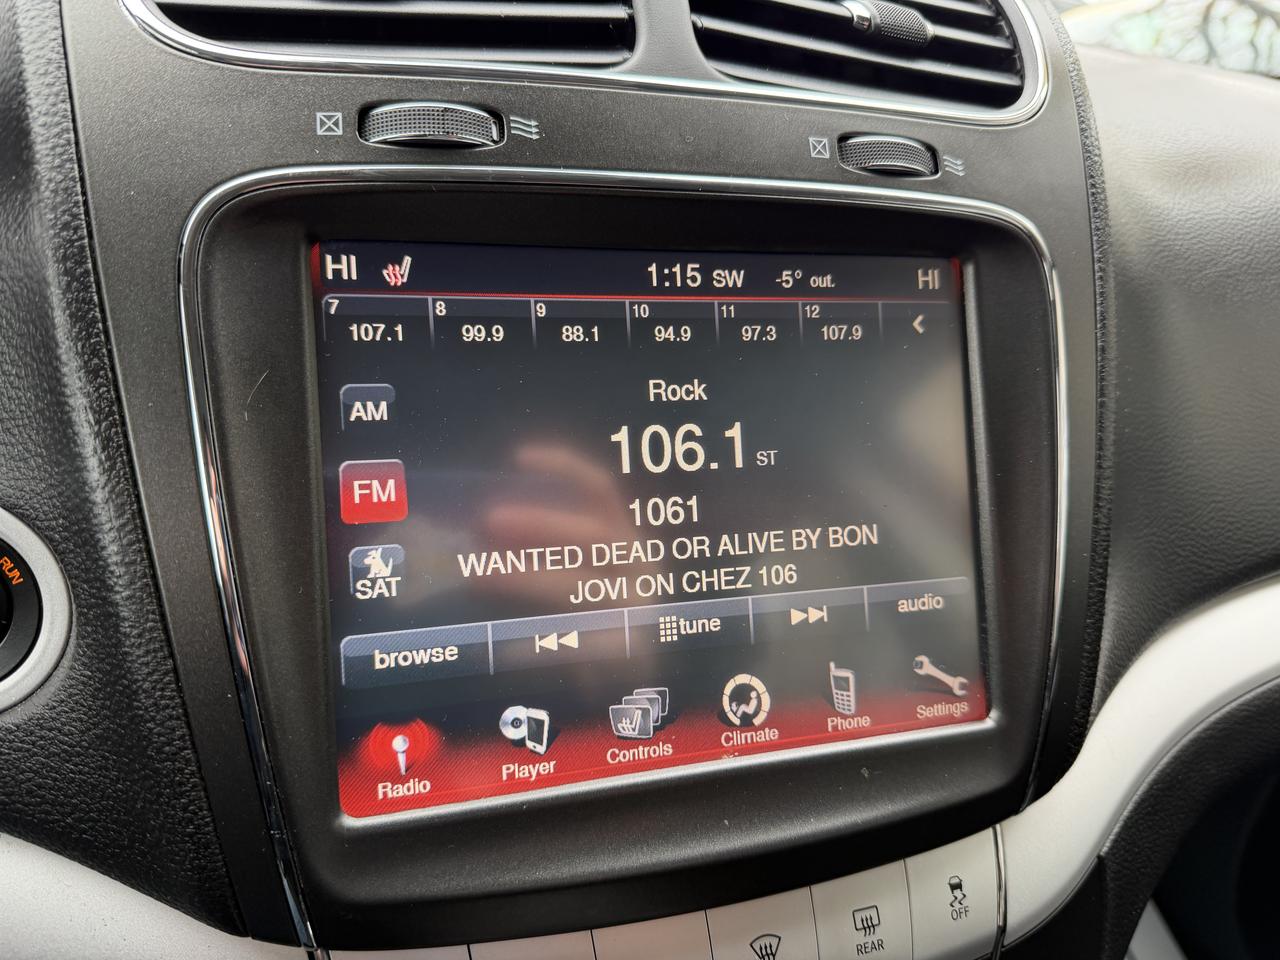 HI 1:15 SW -5° out. HI
7 8 9 10 11 12
107.1 99.9 88.1 94.9 97.3 107.9
Rock
AM
106.1 ST
FM
1061
WANTED DEAD OR ALIVE BY BON
JOVI ON CHEZ 106
SAT
browse tune audio
Radio Player Controls Climate Phone Settings
RUN
REAR
OFF